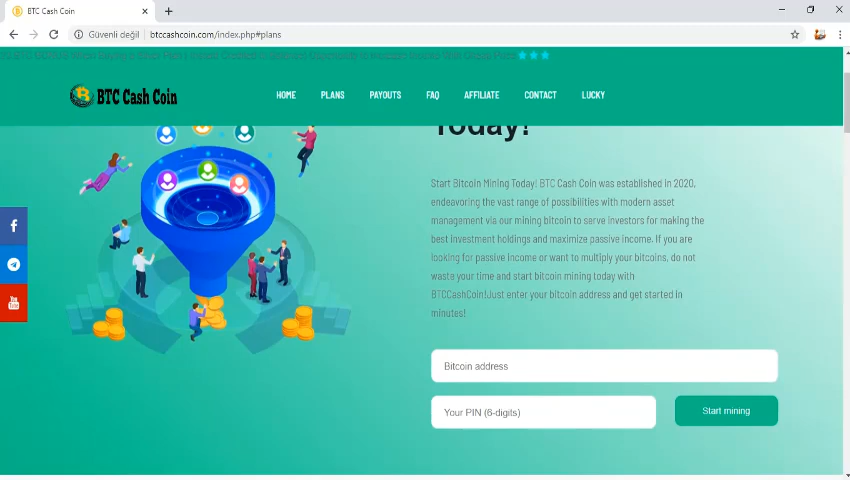 BTC Cash Coin
Güvenli değil
btccashcoin.com/index.php#plans
BTC Cash Coin
HOME
PLANS
PAYOUTS
FAQ
AFFILIATE
CONTACT
LUCKY
Today!
Start Bitcoin Mining Today! BTC Cash Coin was established in 2020,
endeavoring the vast range of possibilities with modern asset
management via our mining bitcoin to serve investors for making the
best investment holdings and maximize passive income. If you are
looking for passive income or want to multiply your bitcoins, do not
waste your time and start bitcoin mining today with
BTCCashCoin!Just enter your bitcoin address and get started in
minutes!
Bitcoin address
Your PIN (6-digits)
Start mining